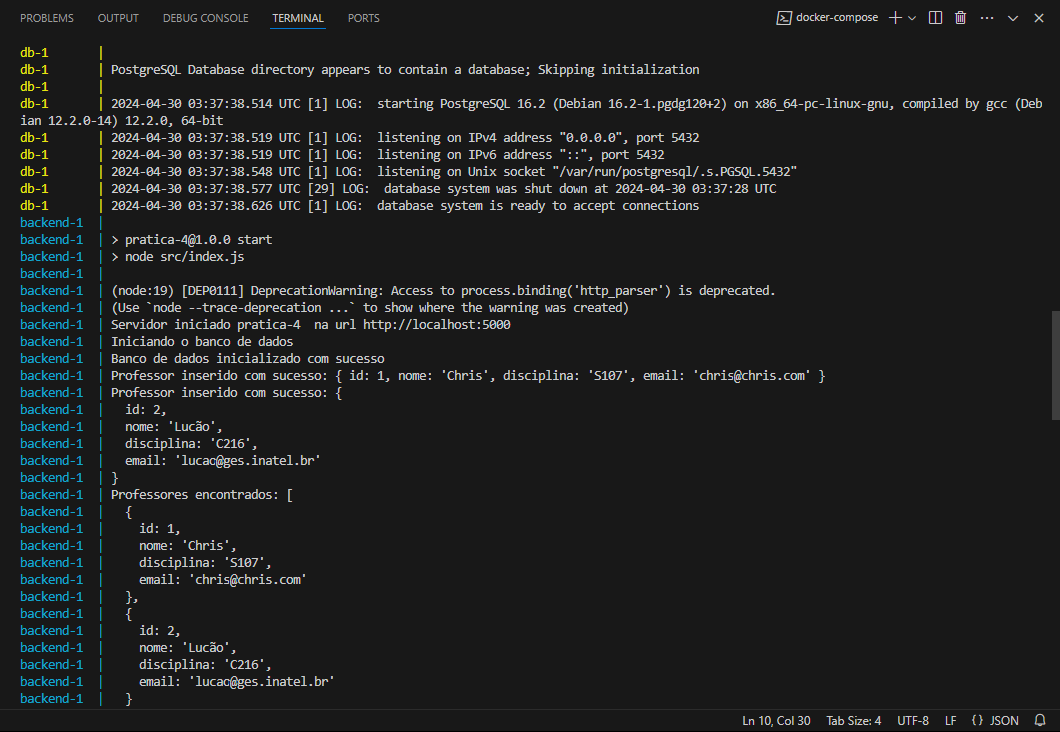 PROBLEMS OUTPUT DEBUG CONSOLE TERMINAL PORTS docker-compose
db-1 |
db-1 | PostgreSQL Database directory appears to contain a database; Skipping initialization
db-1 |
db-1 | 2024-04-30 03:37:38.514 UTC [1] LOG:  starting PostgreSQL 16.2 (Debian 16.2-1.pgdg120+2) on x86_64-pc-linux-gnu, compiled by gcc (Deb
ian 12.2.0-14) 12.2.0, 64-bit
db-1 | 2024-04-30 03:37:38.519 UTC [1] LOG:  listening on IPv4 address "0.0.0.0", port 5432
db-1 | 2024-04-30 03:37:38.519 UTC [1] LOG:  listening on IPv6 address "::", port 5432
db-1 | 2024-04-30 03:37:38.548 UTC [1] LOG:  listening on Unix socket "/var/run/postgresql/.s.PGSQL.5432"
db-1 | 2024-04-30 03:37:38.577 UTC [29] LOG:  database system was shut down at 2024-04-30 03:37:28 UTC
db-1 | 2024-04-30 03:37:38.626 UTC [1] LOG:  database system is ready to accept connections
backend-1 |
backend-1 | > pratica-4@1.0.0 start
backend-1 | > node src/index.js
backend-1 |
backend-1 | (node:19) [DEP0111] DeprecationWarning: Access to process.binding('http_parser') is deprecated.
backend-1 | (Use `node --trace-deprecation ...` to show where the warning was created)
backend-1 | Servidor iniciado pratica-4  na url http://localhost:5000
backend-1 | Iniciando o banco de dados
backend-1 | Banco de dados inicializado com sucesso
backend-1 | Professor inserido com sucesso: { id: 1, nome: 'Chris', disciplina: 'S107', email: 'chris@chris.com' }
backend-1 | Professor inserido com sucesso: {
backend-1 |   id: 2,
backend-1 |   nome: 'Lucão',
backend-1 |   disciplina: 'C216',
backend-1 |   email: 'lucao@ges.inatel.br'
backend-1 | }
backend-1 | Professores encontrados: [
backend-1 |   {
backend-1 |     id: 1,
backend-1 |     nome: 'Chris',
backend-1 |     disciplina: 'S107',
backend-1 |     email: 'chris@chris.com'
backend-1 |   },
backend-1 |   {
backend-1 |     id: 2,
backend-1 |     nome: 'Lucão',
backend-1 |     disciplina: 'C216',
backend-1 |     email: 'lucao@ges.inatel.br'
backend-1 |   }
Ln 10, Col 30 Tab Size: 4 UTF-8 LF {} JSON